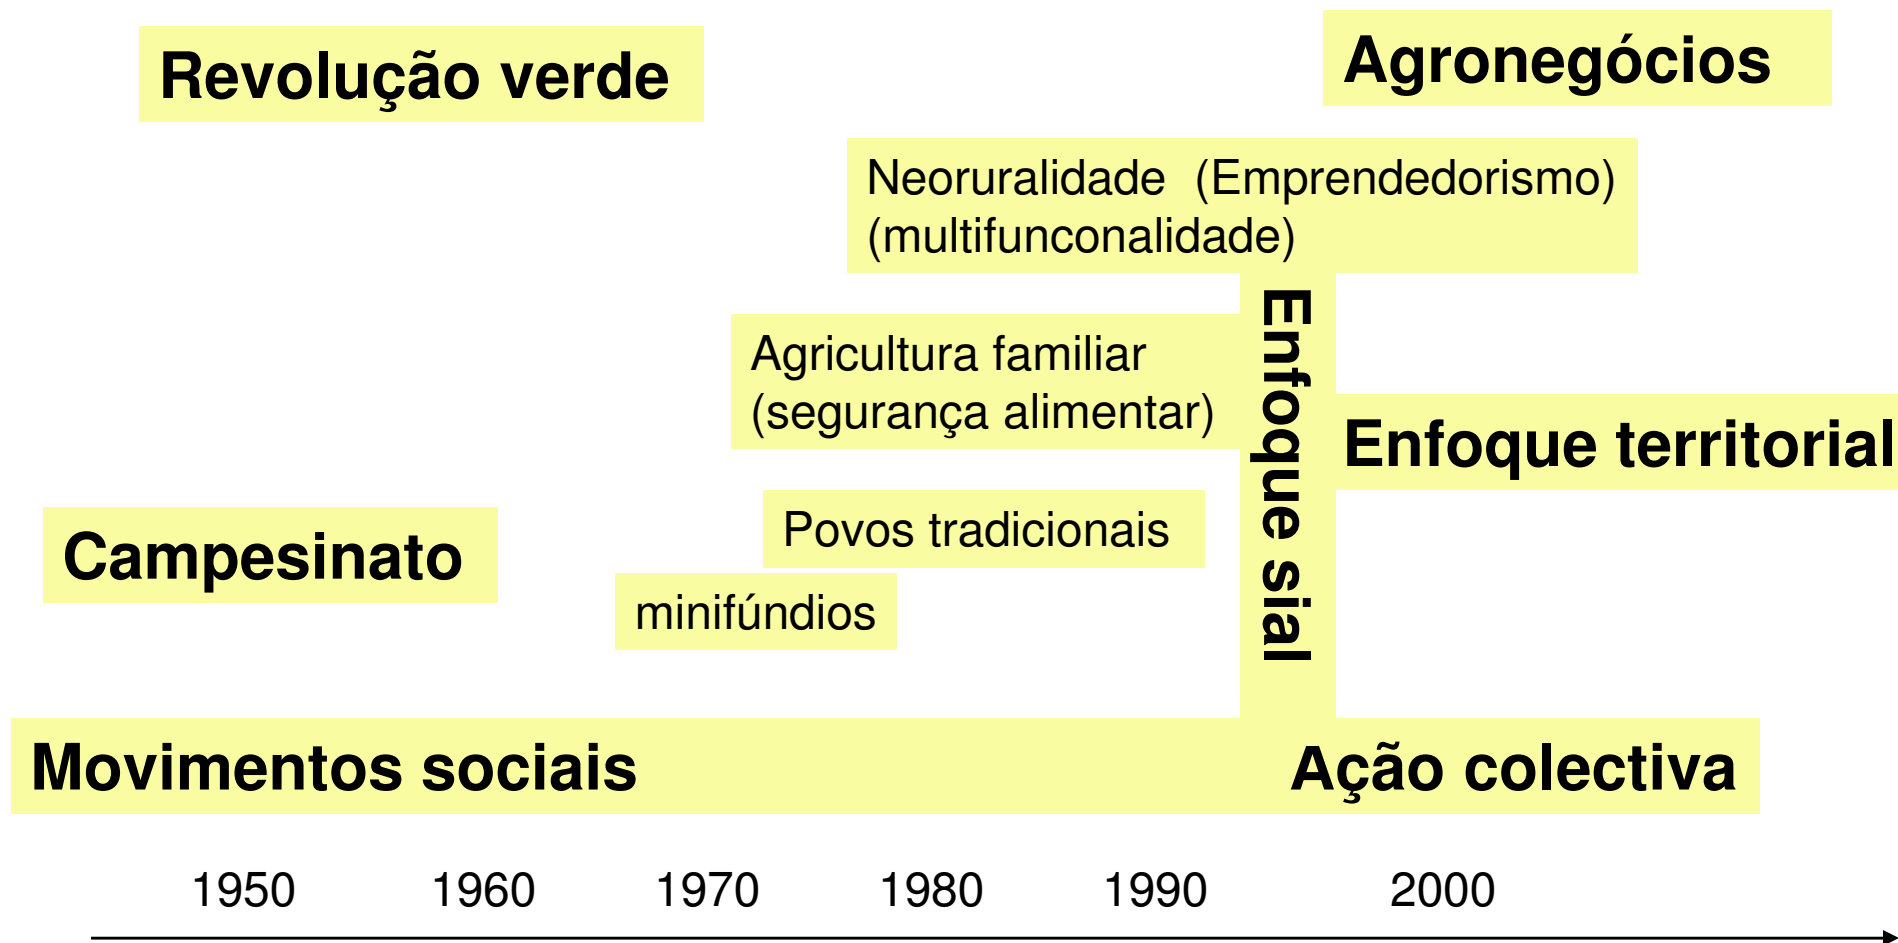 Revolução verde
Agronegócios
Neoruralidade (Emprendedorismo)
(multifunconalidade)
Agricultura familiar
(segurança alimentar)
Enfoque sial
Enfoque territorial
Povos tradicionais
Campesinato
minifúndios
Movimentos sociais
Ação colectiva
1950 1960 1970 1980 1990 2000